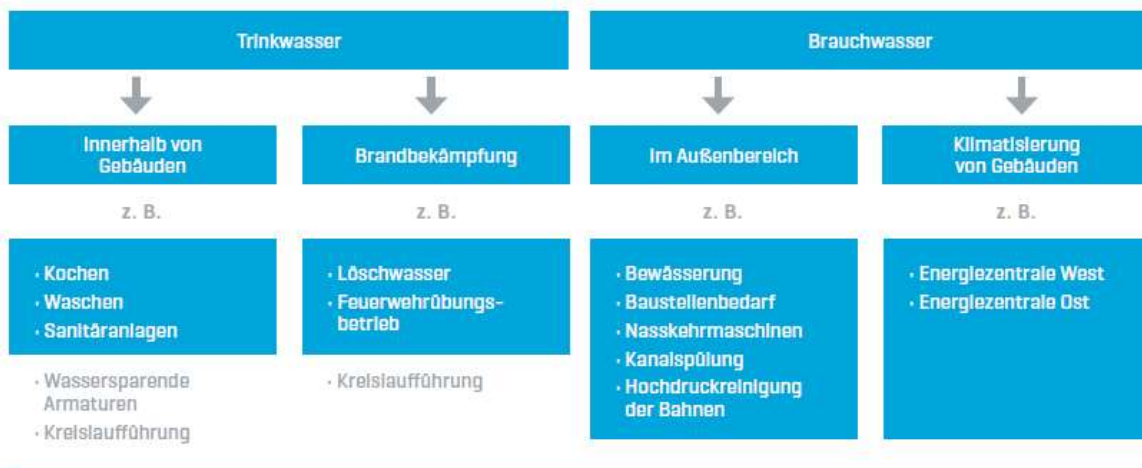 Trinkwasser
Brauchwasser
Innerhalb von
Gebäuden
Brandbekämpfung
Im Außenbereich
Klimatisierung
von Gebäuden
z. B.
z. B.
z. B.
z. B.
· Kochen
· Waschen
· Sanitäranlagen
· Wassersparende
Armaturen
· Kreislaufführung
· Löschwasser
· Feuerwehrübungs-
betrieb
· Kreislaufführung
· Bewässerung
· Baustellenbedarf
· Nasskehrmaschinen
· Kanalspülung
· Hochdruckreinigung
der Bahnen
· Energiezentrale West
· Energiezentrale Ost